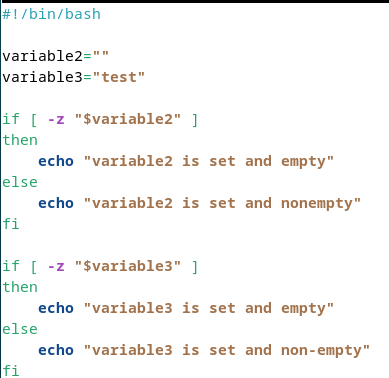 #!/bin/bash
variable2=""
variable3="test"
if [ -z "$variable2" ]
then
    echo "variable2 is set and empty"
else
    echo "variable2 is set and nonempty"
fi
if [ -z "$variable3" ]
then
    echo "variable3 is set and empty"
else
    echo "variable3 is set and non-empty"
fi